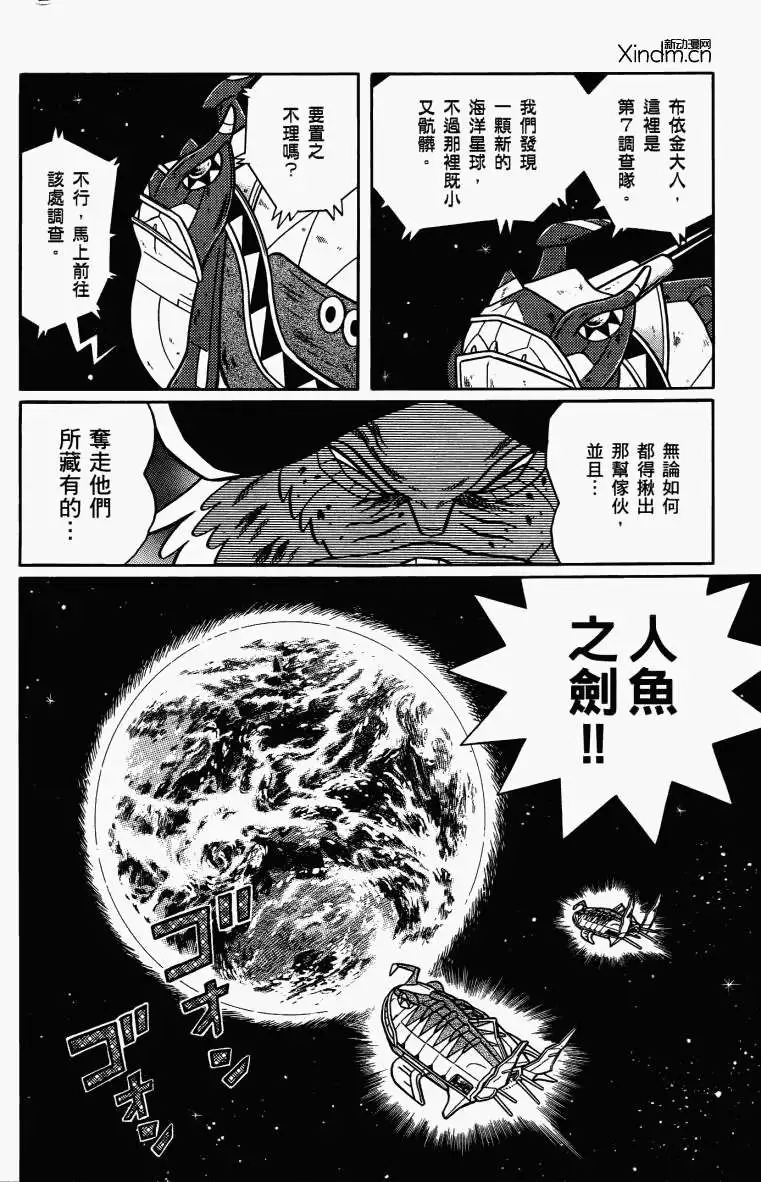 新动漫网
Xindm.cn
布依金大人，
這裡是
第7調查隊。
我們發現
一顆新的
海洋星球，
不過那裡既小
又骯髒。
要置之
不理嗎？
不行，馬上前往
該處調查。
無論如何
都得揪出
那幫傢伙，
並且…
奪走他們
所藏有的…
人魚
之劍!!
ゴオン
ゴオン